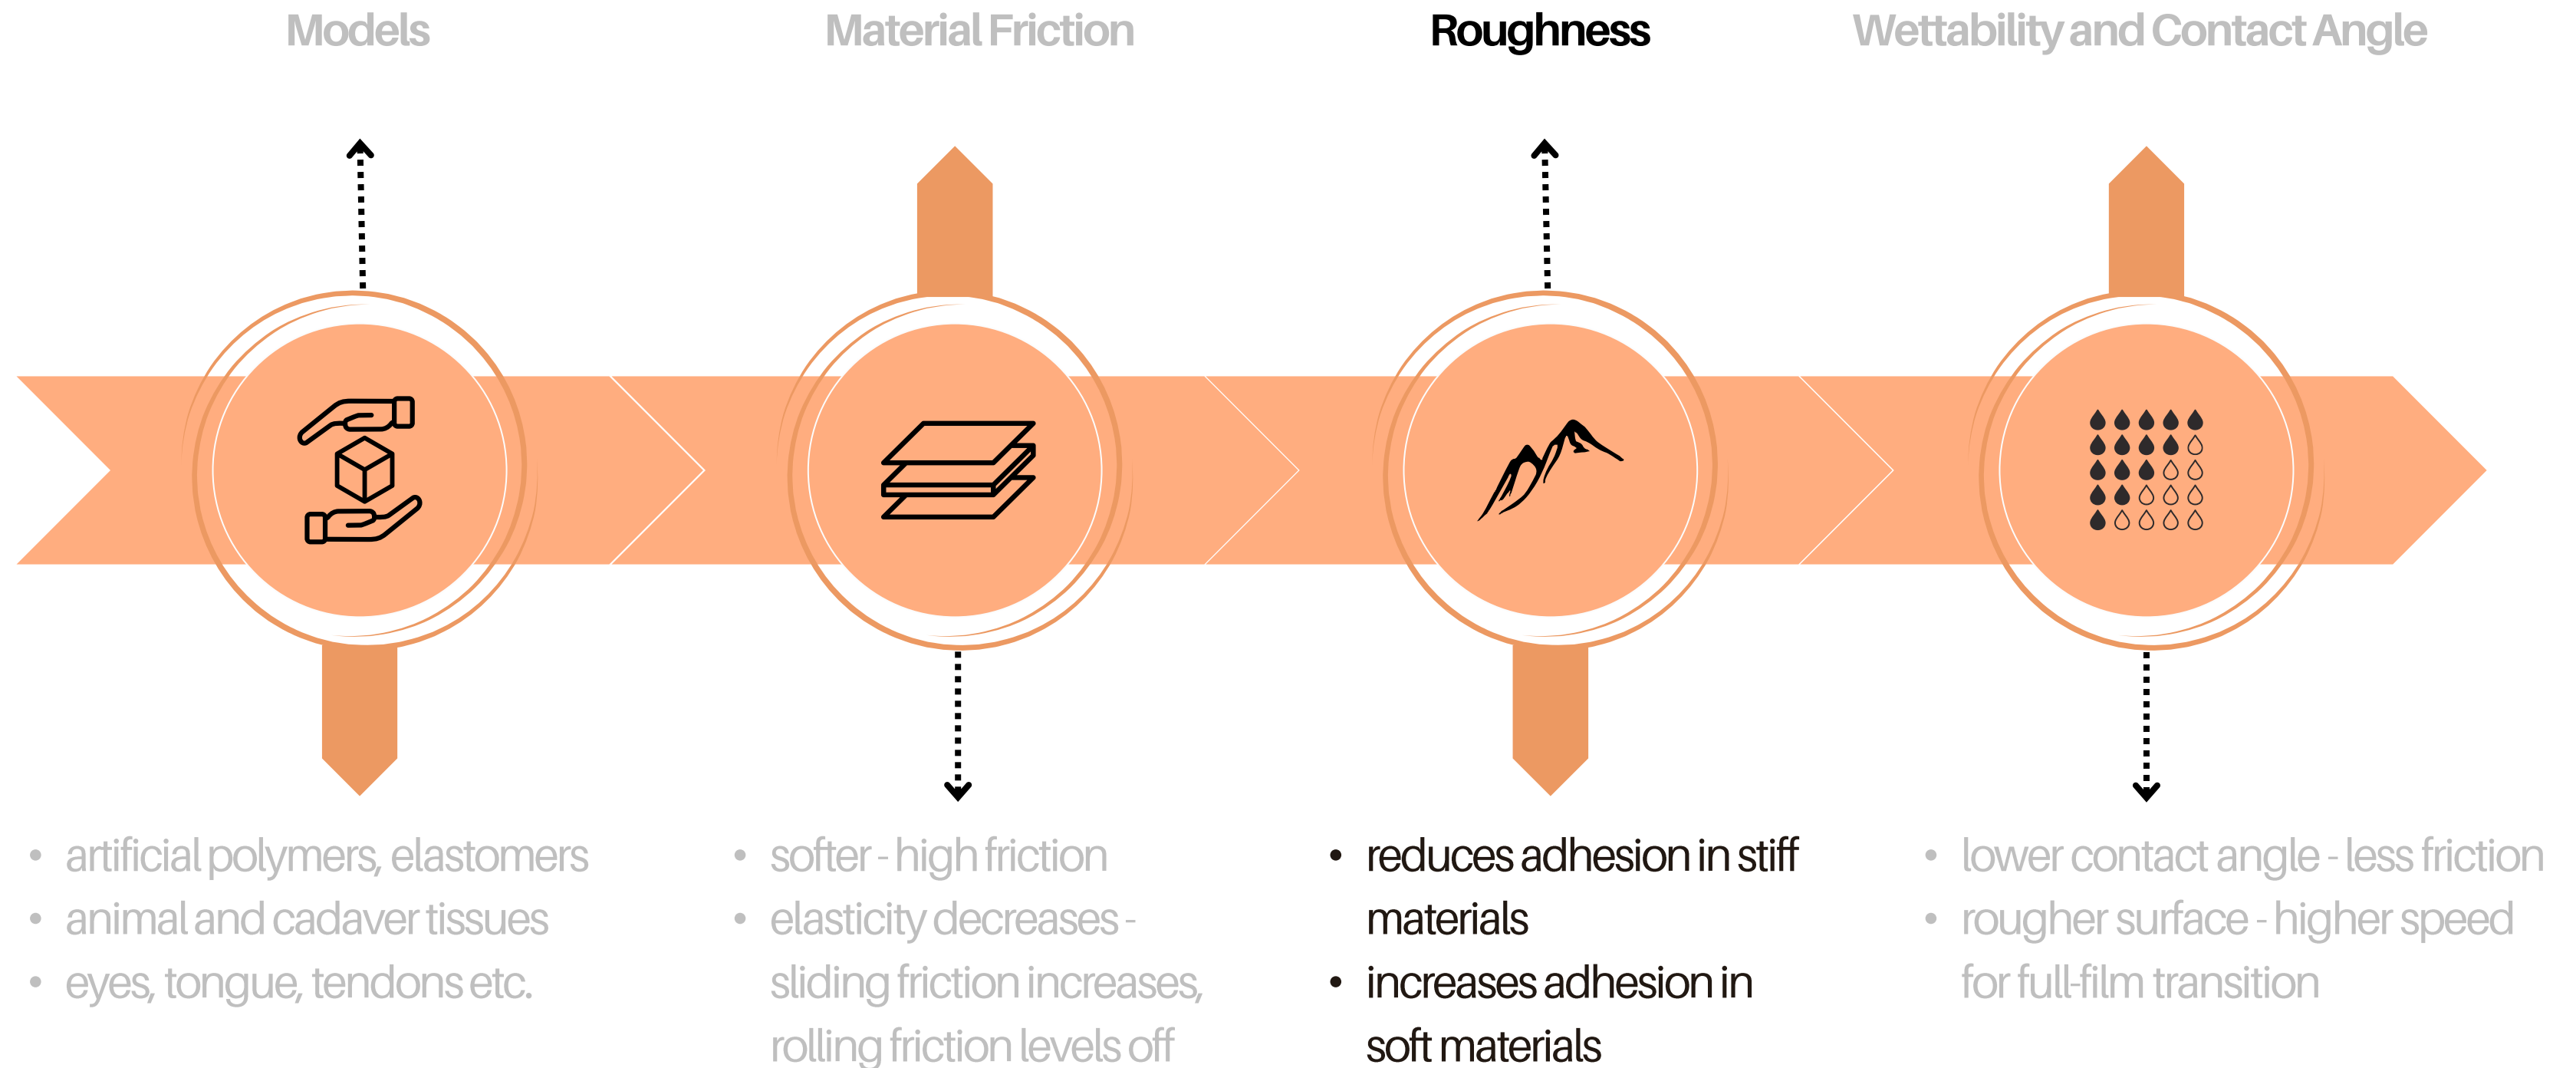 Models
Material Friction
Roughness
Wettability and Contact Angle
• artificial polymers, elastomers
• animal and cadaver tissues
• eyes, tongue, tendons etc.
• softer - high friction
• elasticity decreases -
sliding friction increases,
rolling friction levels off
• reduces adhesion in stiff
materials
• increases adhesion in
soft materials
• lower contact angle - less friction
• rougher surface - higher speed
for full-film transition